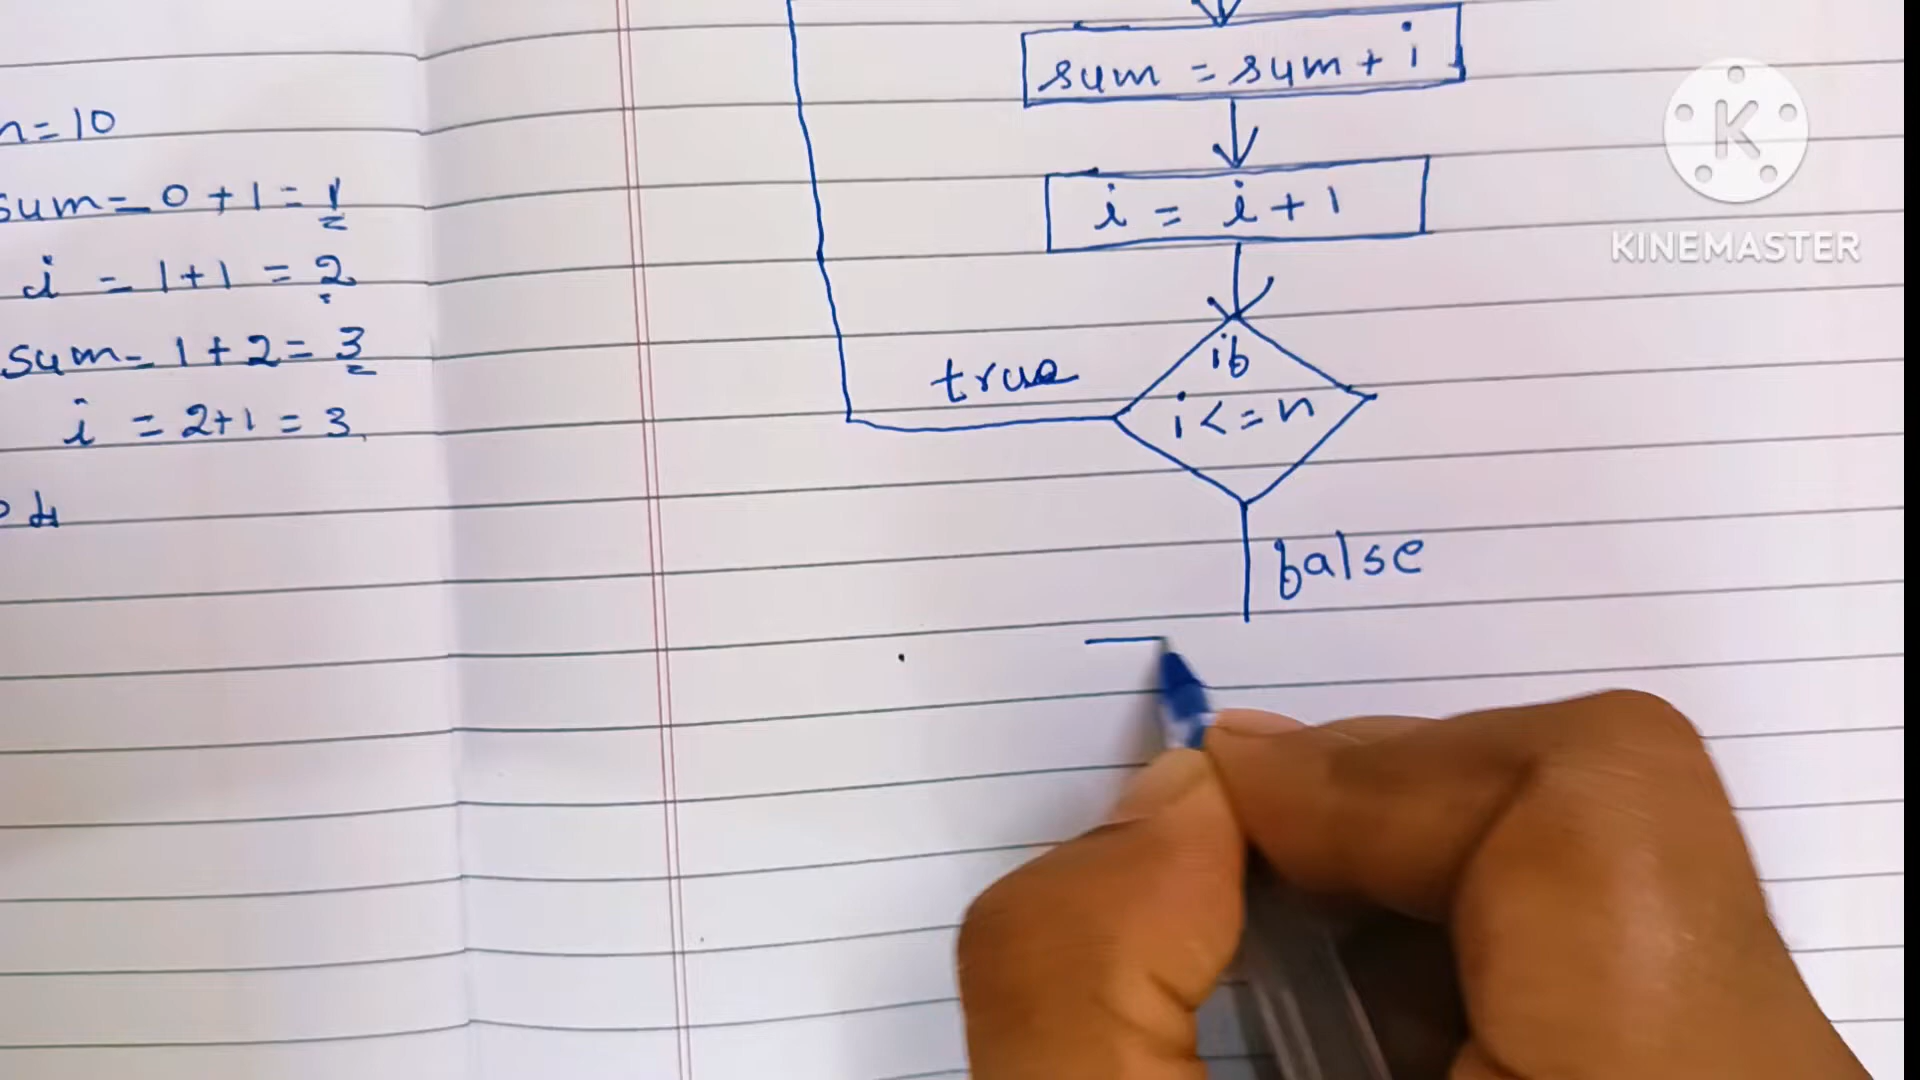 n=10
sum=0+1=1
i = 1+1 = 2
sum=1+2=3
i = 2+1 = 3
sum = sum + i
i = i + 1
if
i <= n
true
false
KINEMASTER